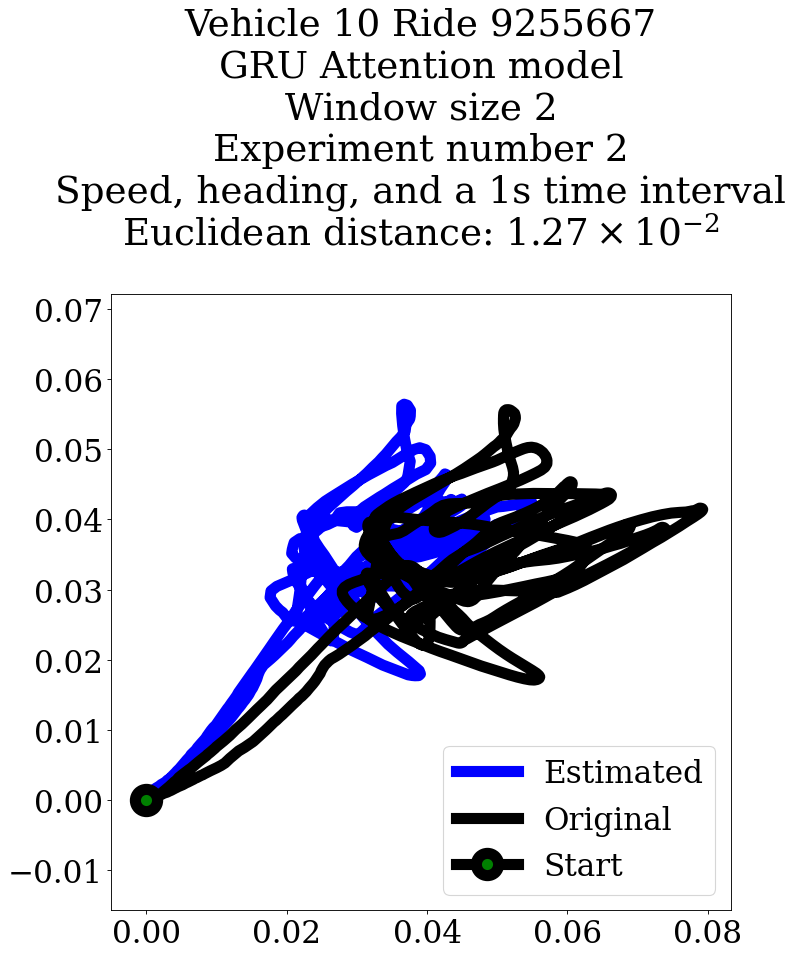 Vehicle 10 Ride 9255667
GRU Attention model
Window size 2
Experiment number 2
Speed, heading, and a 1s time interval
Euclidean distance: 1.27 × 10⁻²
0.07
0.06
0.05
0.04
0.03
0.02
0.01
0.00
−0.01
0.00 0.02 0.04 0.06 0.08
Estimated
Original
Start